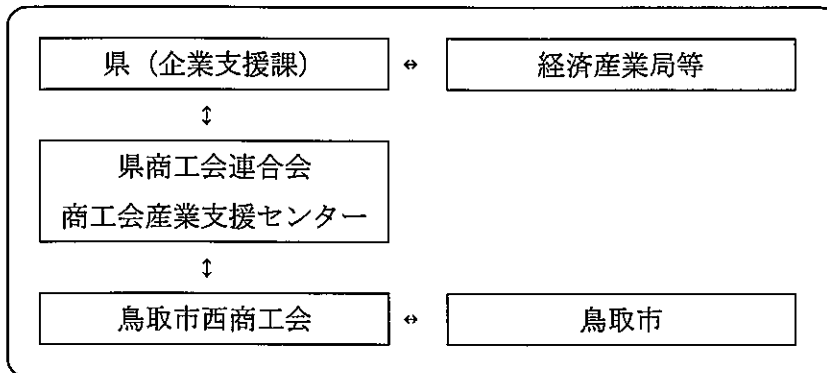 県（企業支援課） ⇔ 経済産業局等
⇕
県商工会連合会
商工会産業支援センター
⇕
鳥取市西商工会 ⇔ 鳥取市